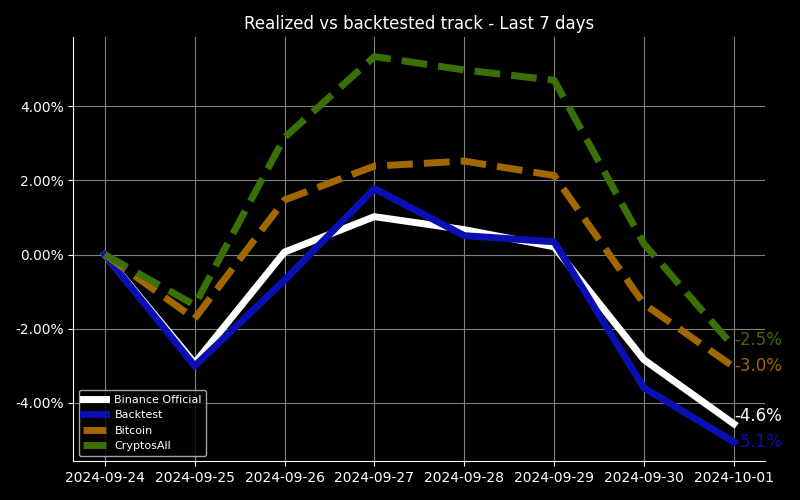 Realized vs backtested track - Last 7 days
4.00%
2.00%
0.00%
-2.00%
-4.00%
-2.5%
-3.0%
-4.6%
-5.1%
Binance Official
Backtest
Bitcoin
CryptosAll
2024-09-24 2024-09-25 2024-09-26 2024-09-27 2024-09-28 2024-09-29 2024-09-30 2024-10-01